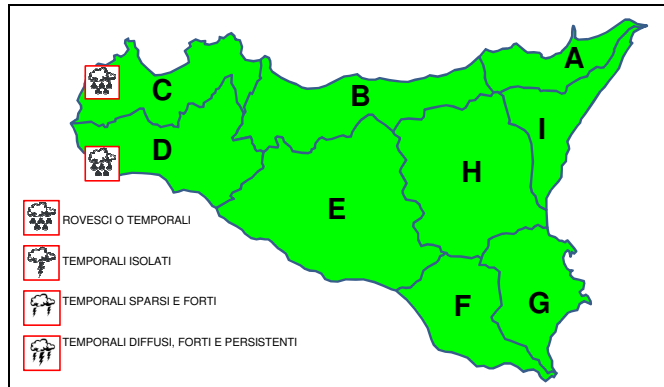 A
C
B
I
D
H
E
ROVESCI O TEMPORALI
TEMPORALI ISOLATI
F
G
TEMPORALI SPARSI E FORTI
TEMPORALI DIFFUSI, FORTI E PERSISTENTI